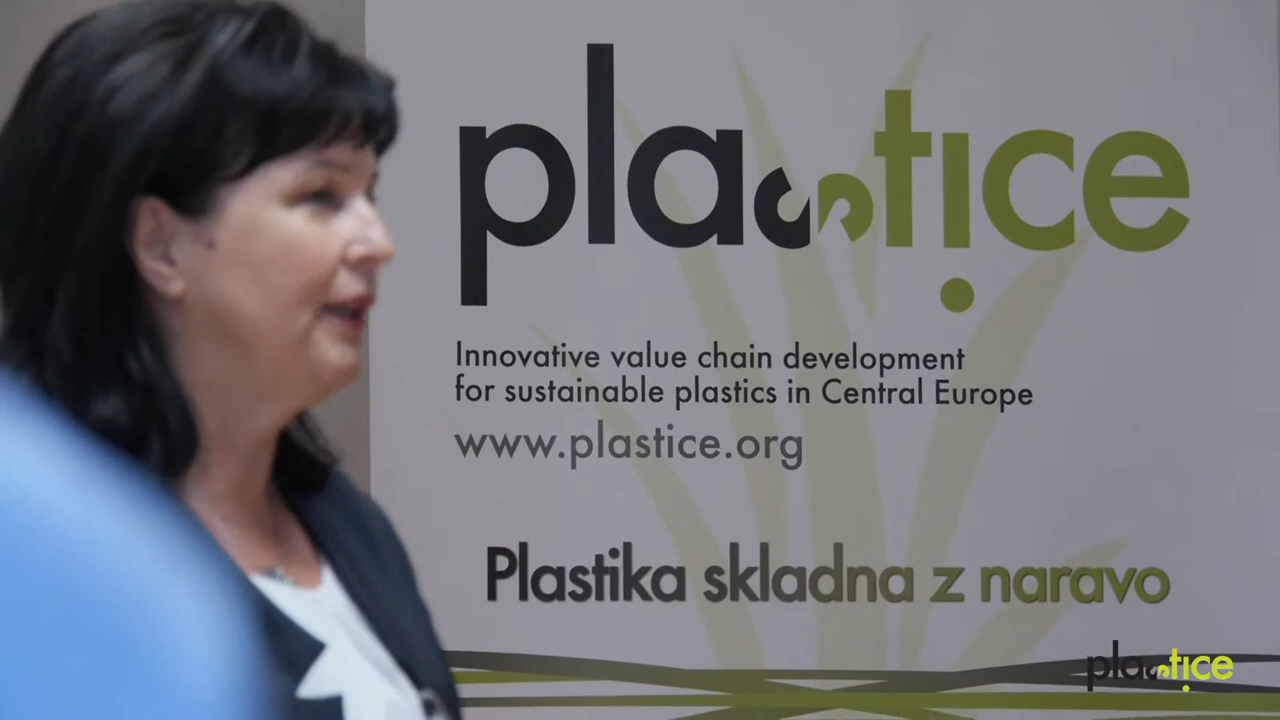 plastice
Innovative value chain development
for sustainable plastics in Central Europe
www.plastice.org
Plastika skladna z naravo
plastice